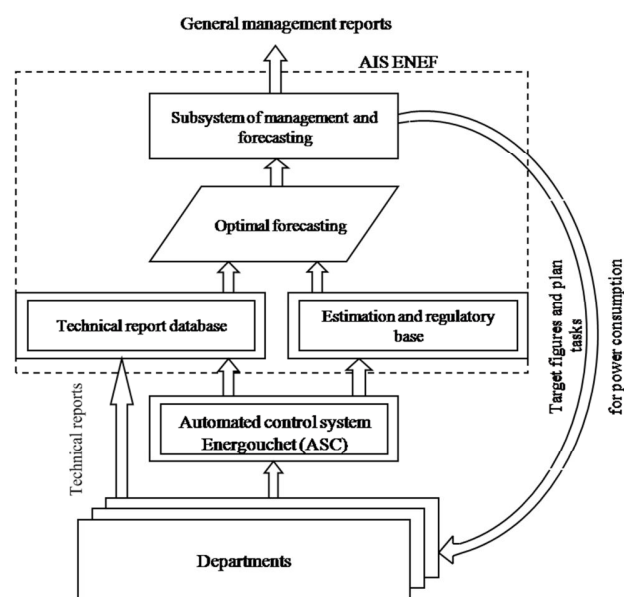 General management reports
AIS ENEF
Subsystem of management and
forecasting
Optimal forecasting
Technical report database
Estimation and regulatory
base
Target figures and plan
tasks
for power consumption
Technical reports
Automated control system
Energouchet (ASC)
Departments